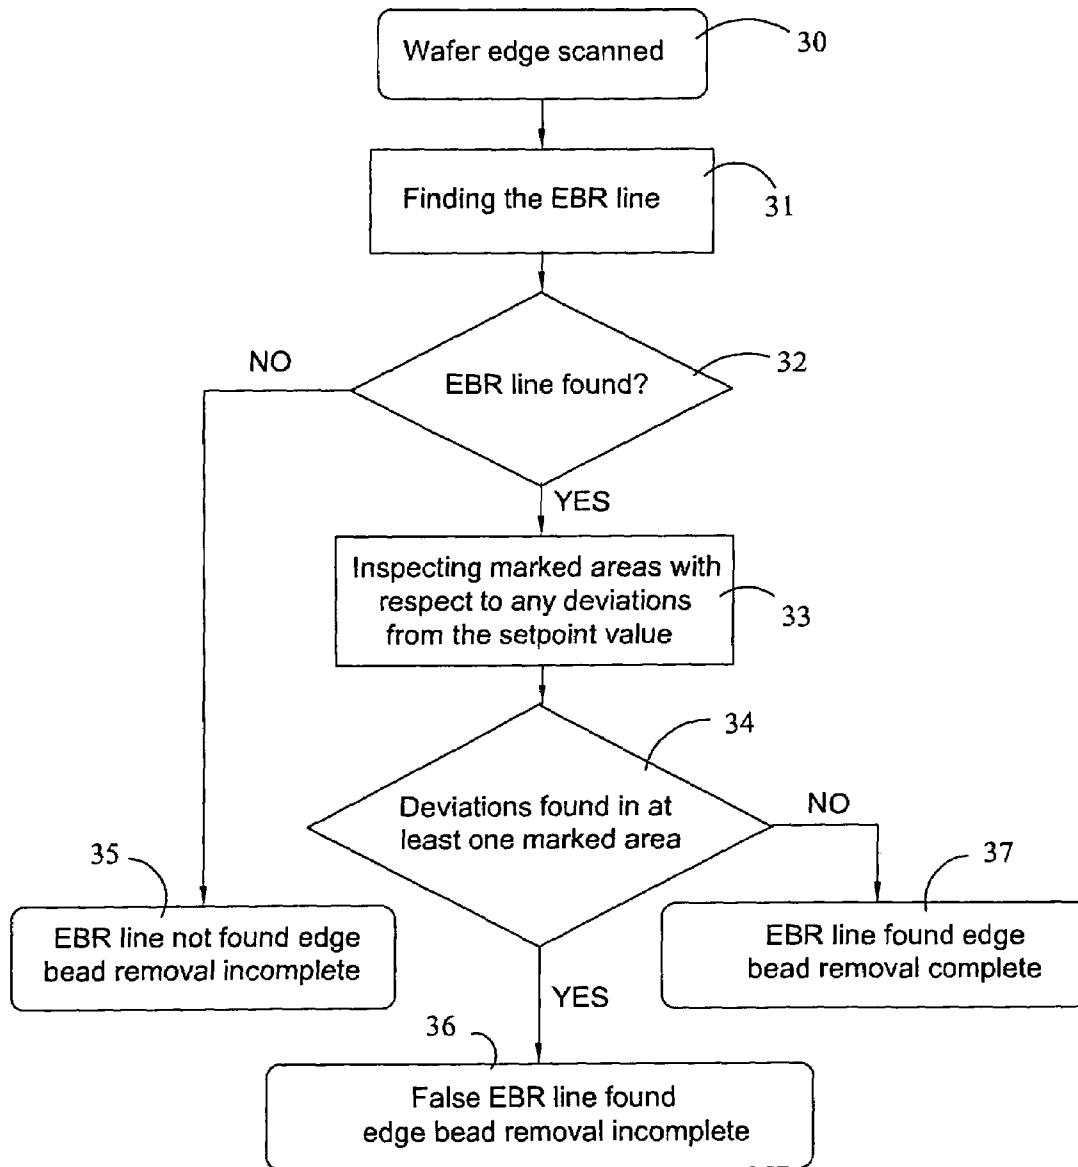 Wafer edge scanned
30
Finding the EBR line
31
EBR line found?
32
NO
YES
Inspecting marked areas with
respect to any deviations
from the setpoint value
33
34
Deviations found in at
least one marked area
NO
35
EBR line not found edge
bead removal incomplete
37
EBR line found edge
bead removal complete
YES
36
False EBR line found
edge bead removal incomplete